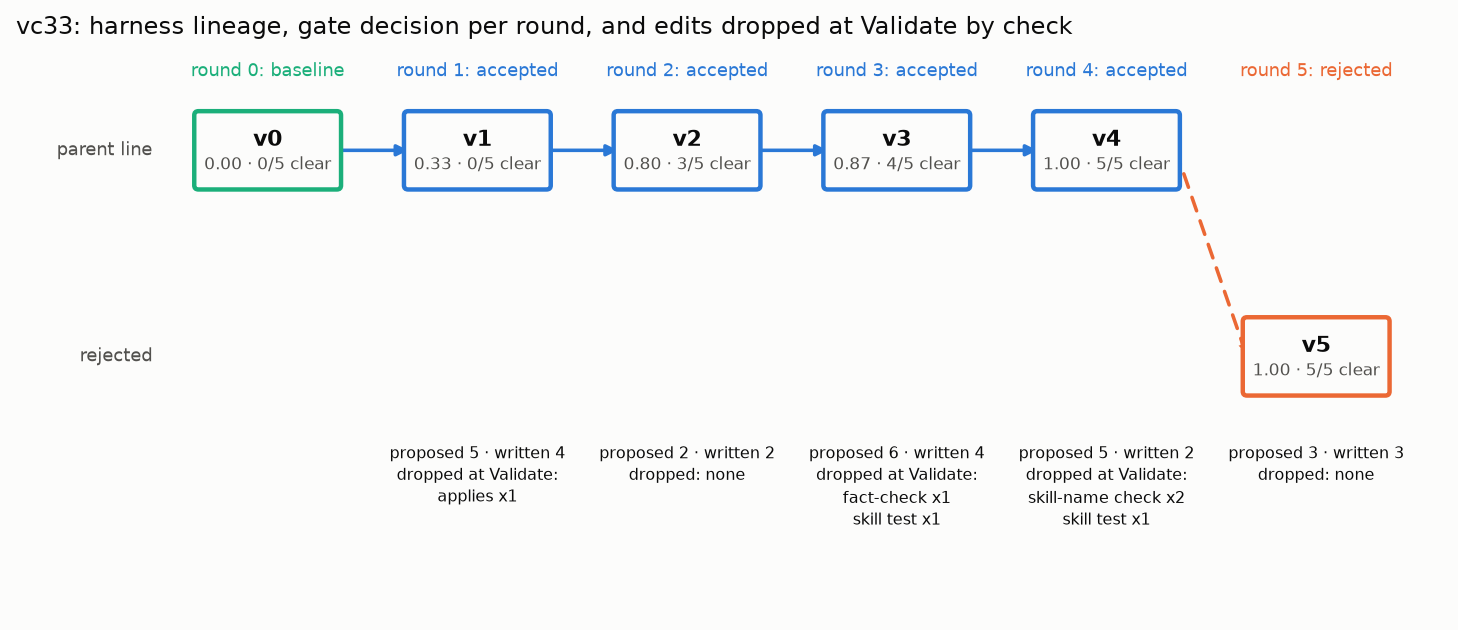 vc33: harness lineage, gate decision per round, and edits dropped at Validate by check
round 0: baseline
round 1: accepted
round 2: accepted
round 3: accepted
round 4: accepted
round 5: rejected
parent line
v0
0.00 · 0/5 clear
v1
0.33 · 0/5 clear
v2
0.80 · 3/5 clear
v3
0.87 · 4/5 clear
v4
1.00 · 5/5 clear
rejected
v5
1.00 · 5/5 clear
proposed 5 · written 4
dropped at Validate:
applies x1
proposed 2 · written 2
dropped: none
proposed 6 · written 4
dropped at Validate:
fact-check x1
skill test x1
proposed 5 · written 2
dropped at Validate:
skill-name check x2
skill test x1
proposed 3 · written 3
dropped: none